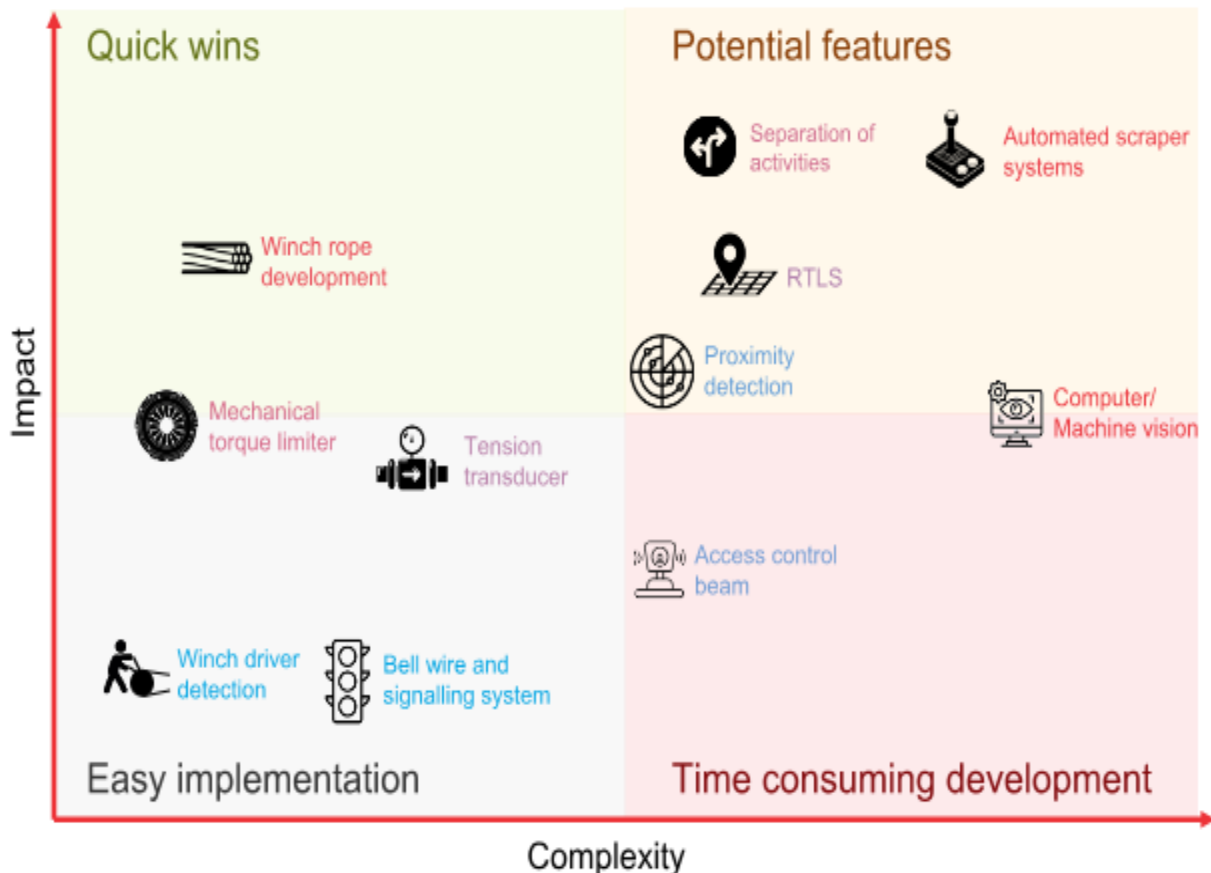 Quick wins
Potential features
Separation of
activities
Automated scraper
systems
Winch rope
development
RTLS
Proximity
detection
Impact
Mechanical
torque limiter
Tension
transducer
Computer/
Machine vision
Access control
beam
Winch driver
detection
Bell wire and
signalling system
Easy implementation
Time consuming development
Complexity